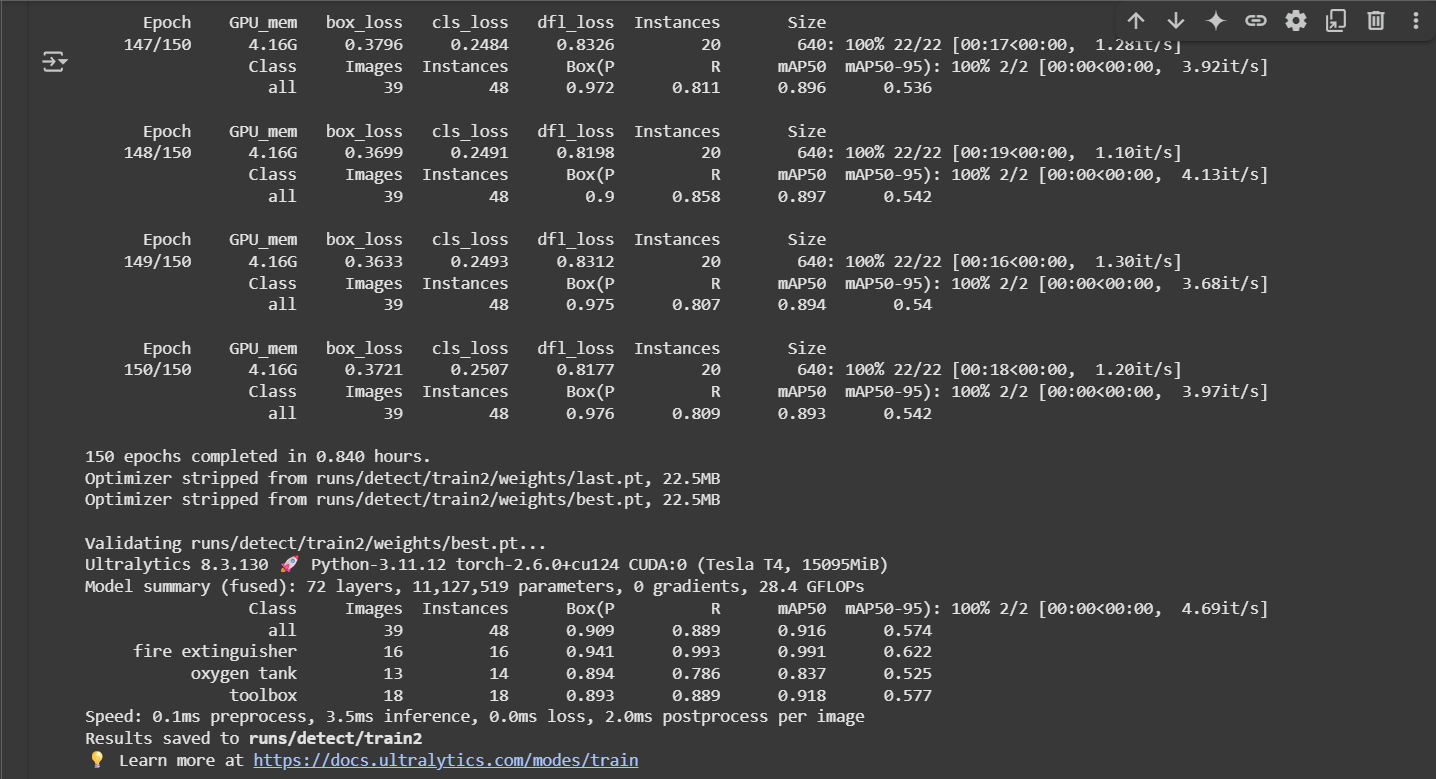 Epoch GPU_mem box_loss cls_loss dfl_loss Instances Size
147/150 4.16G 0.3796 0.2484 0.8326 20 640: 100% 22/22 [00:17<00:00, 1.28it/s]
Class Images Instances Box(P R mAP50 mAP50-95): 100% 2/2 [00:00<00:00, 3.92it/s]
all 39 48 0.972 0.811 0.896 0.536
Epoch GPU_mem box_loss cls_loss dfl_loss Instances Size
148/150 4.16G 0.3699 0.2491 0.8198 20 640: 100% 22/22 [00:19<00:00, 1.10it/s]
Class Images Instances Box(P R mAP50 mAP50-95): 100% 2/2 [00:00<00:00, 4.13it/s]
all 39 48 0.9 0.858 0.897 0.542
Epoch GPU_mem box_loss cls_loss dfl_loss Instances Size
149/150 4.16G 0.3633 0.2493 0.8312 20 640: 100% 22/22 [00:16<00:00, 1.30it/s]
Class Images Instances Box(P R mAP50 mAP50-95): 100% 2/2 [00:00<00:00, 3.68it/s]
all 39 48 0.975 0.807 0.894 0.54
Epoch GPU_mem box_loss cls_loss dfl_loss Instances Size
150/150 4.16G 0.3721 0.2507 0.8177 20 640: 100% 22/22 [00:18<00:00, 1.20it/s]
Class Images Instances Box(P R mAP50 mAP50-95): 100% 2/2 [00:00<00:00, 3.97it/s]
all 39 48 0.976 0.809 0.893 0.542
150 epochs completed in 0.840 hours.
Optimizer stripped from runs/detect/train2/weights/last.pt, 22.5MB
Optimizer stripped from runs/detect/train2/weights/best.pt, 22.5MB
Validating runs/detect/train2/weights/best.pt...
Ultralytics 8.3.130 🚀 Python-3.11.12 torch-2.6.0+cu124 CUDA:0 (Tesla T4, 15095MiB)
Model summary (fused): 72 layers, 11,127,519 parameters, 0 gradients, 28.4 GFLOPs
Class Images Instances Box(P R mAP50 mAP50-95): 100% 2/2 [00:00<00:00, 4.69it/s]
all 39 48 0.909 0.889 0.916 0.574
fire extinguisher 16 16 0.941 0.993 0.991 0.622
oxygen tank 13 14 0.894 0.786 0.837 0.525
toolbox 18 18 0.893 0.889 0.918 0.577
Speed: 0.1ms preprocess, 3.5ms inference, 0.0ms loss, 2.0ms postprocess per image
Results saved to runs/detect/train2
💡 Learn more at https://docs.ultralytics.com/modes/train